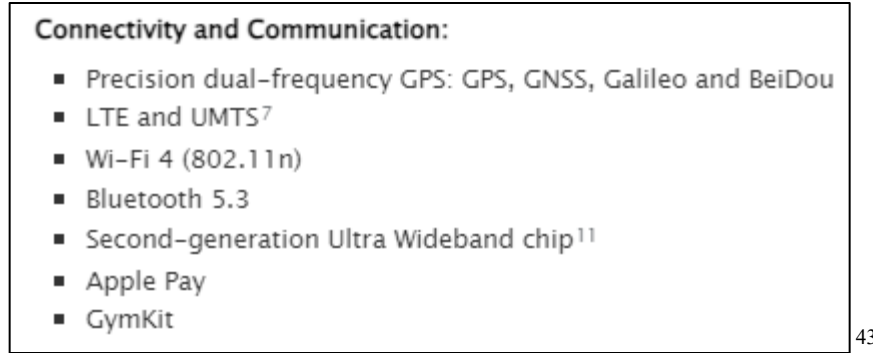 Connectivity and Communication:
▪ Precision dual-frequency GPS: GPS, GNSS, Galileo and BeiDou
▪ LTE and UMTS7
▪ Wi-Fi 4 (802.11n)
▪ Bluetooth 5.3
▪ Second-generation Ultra Wideband chip11
▪ Apple Pay
▪ GymKit
43